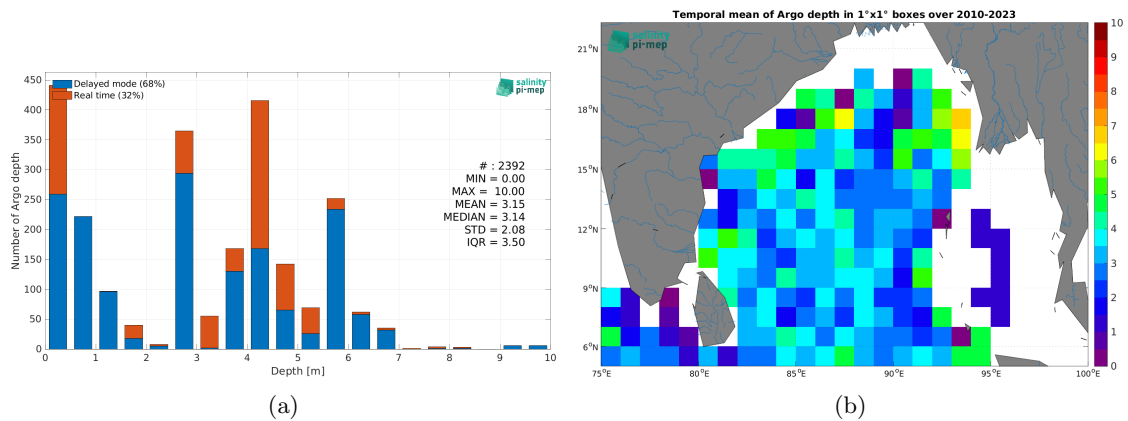 450
400
350
300
250
200
150
100
50
0
Number of Argo depth
Delayed mode (68%)
Real time (32%)
salinity
pi-mep
# : 2392
MIN = 0.00
MAX = 10.00
MEAN = 3.15
MEDIAN = 3.14
STD = 2.08
IQR = 3.50
0 1 2 3 4 5 6 7 8 9 10
Depth [m]
(a)
Temporal mean of Argo depth in 1°x1° boxes over 2010-2023
salinity
pi-mep
21°N
18°N
15°N
12°N
9°N
6°N
75°E 80°E 85°E 90°E 95°E 100°E
10
9
8
7
6
5
4
3
2
1
0
(b)